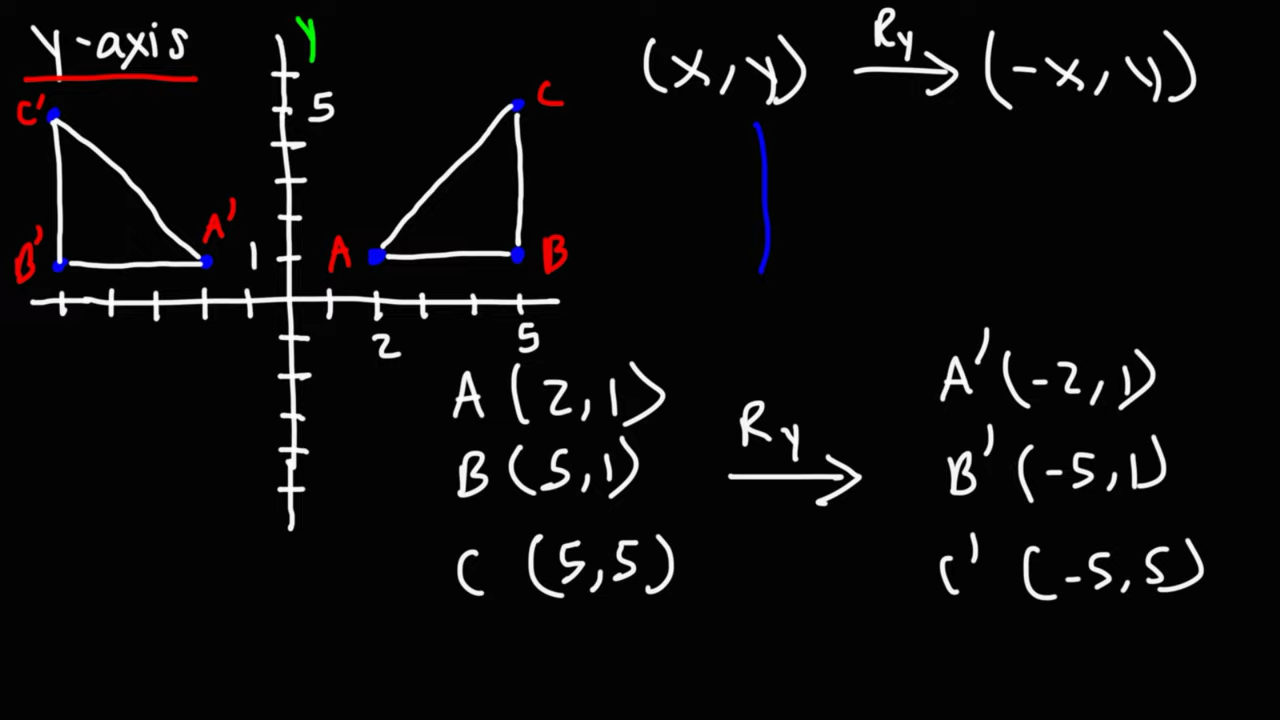 Y-axis
Y
(x, y) Ry → (-x, y)
C'
5
C
A'
B'
1
A
B
2
5
A (2, 1)
B (5, 1)
C (5, 5)
Ry →
A' (-2, 1)
B' (-5, 1)
C' (-5, 5)